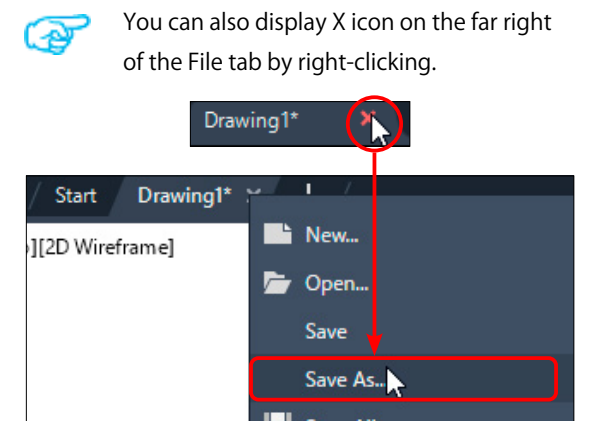 You can also display X icon on the far right
of the File tab by right-clicking.
Drawing1*
Start Drawing1*
][2D Wireframe]
New...
Open...
Save
Save As...